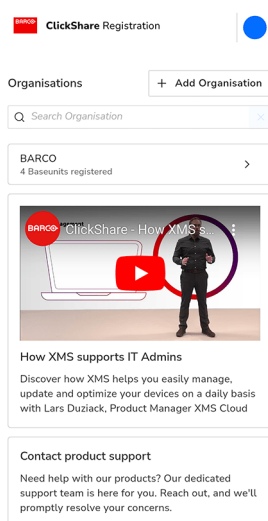 BARCO ClickShare Registration
Organisations
+ Add Organisation
Search Organisation
BARCO
4 Baseunits registered
BARCO ClickShare - How XMS s...
How XMS supports IT Admins
Discover how XMS helps you easily manage,
update and optimize your devices on a daily basis
with Lars Duziack, Product Manager XMS Cloud
Contact product support
Need help with our products? Our dedicated
support team is here for you. Reach out, and we'll
promptly resolve your concerns.